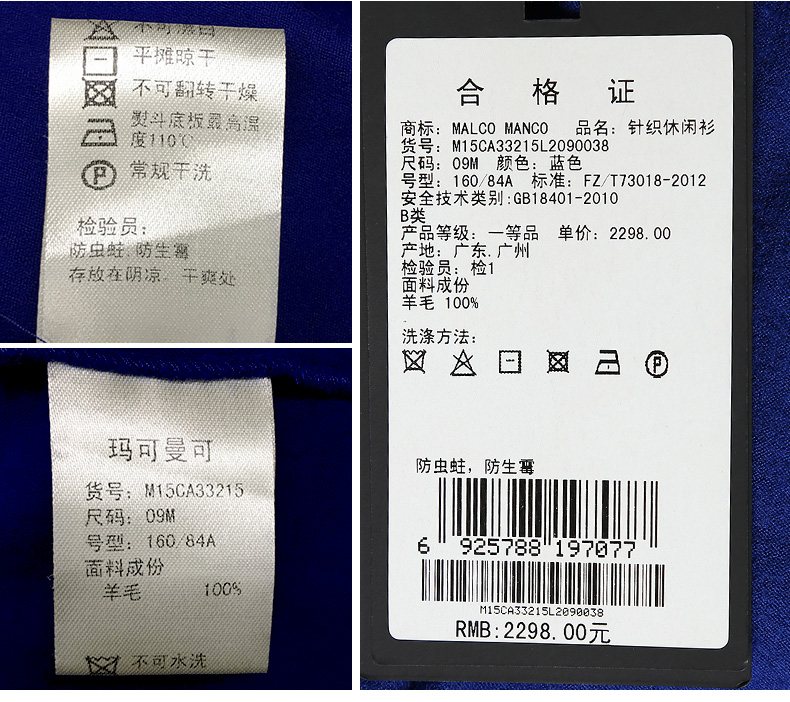 平摊晾干
不可翻转干燥
熨斗底板最高温
度110℃
常规干洗
检验员:
防虫蛀.防生霉
存放在阴凉、干爽处
玛可曼可
货号: M15CA33215
尺码: 09M
号型: 160/84A
面料成份
羊毛 100%
不可水洗
合格证
商标: MALCO MANCO 品名: 针织休闲衫
货号: M15CA33215L2090038
尺码: 09M 颜色: 蓝色
号型: 160/84A 标准: FZ/T73018-2012
安全技术类别:GB18401-2010
B类
产品等级: 一等品 单价: 2298.00
产地: 广东.广州
检验员: 检1
面料成份
羊毛 100%
洗涤方法:
P
防虫蛀, 防生霉
6 925788 197077
M15CA33215L2090038
RMB:2298.00元